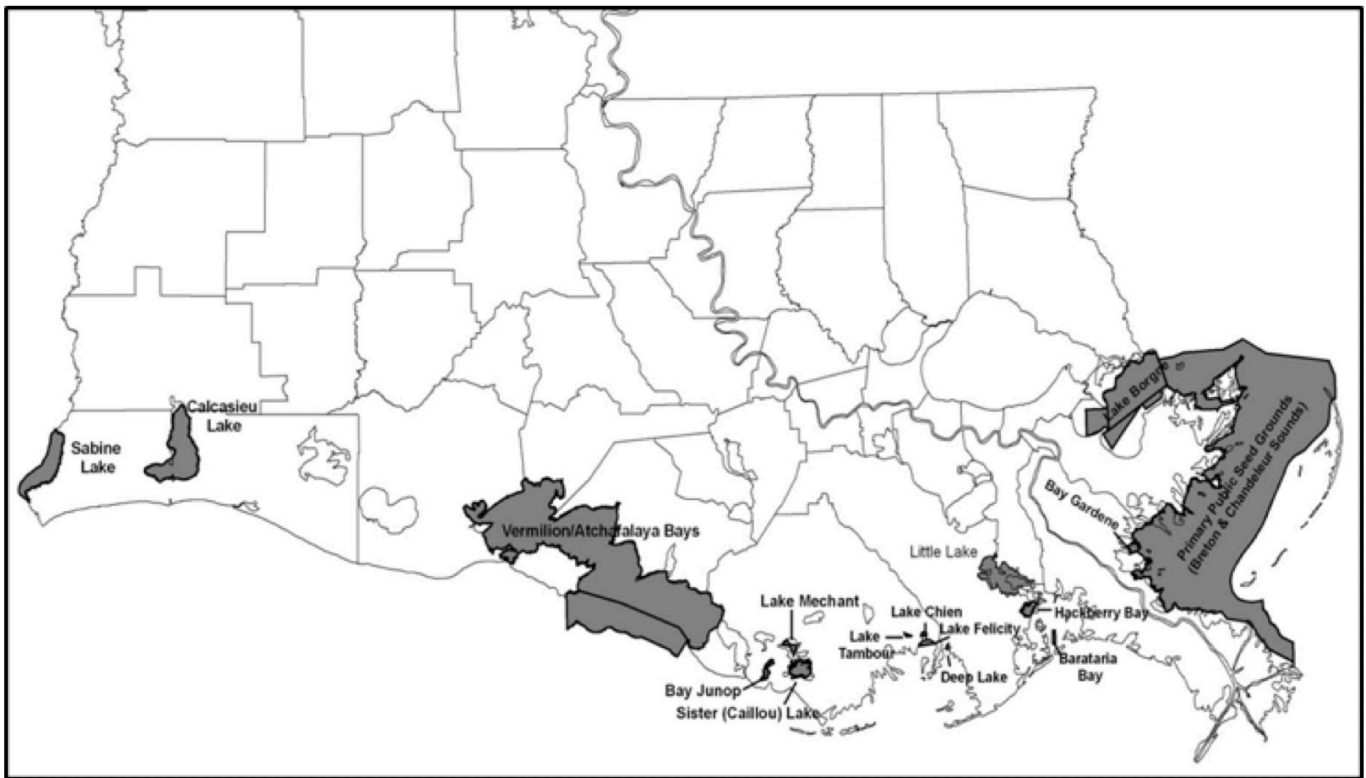 Calcasieu
Lake
Sabine
Lake
Vermilion/Atchafalaya Bays
Lake Borgne
Primary Public Seed Grounds
(Breton & Chandeleur Sounds)
Bay Gardene
Little Lake
Lake Mechant
Lake Chien
Hackberry Bay
Lake Felicity
Lake
Tambour
Barataria
Bay
Deep Lake
Bay Junop
Sister (Caillou) Lake